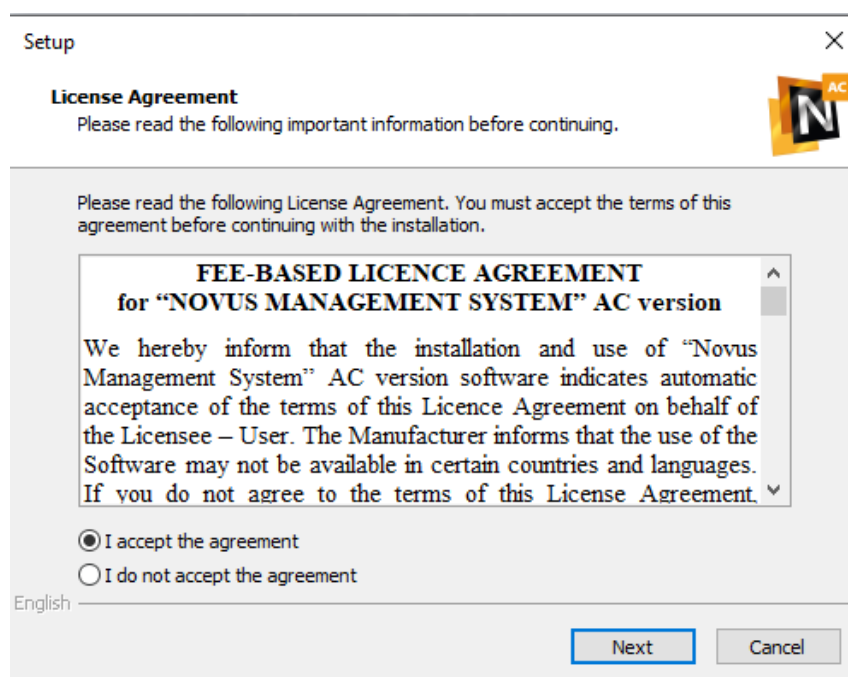 Setup
License Agreement
Please read the following important information before continuing.
AC
N
Please read the following License Agreement. You must accept the terms of this
agreement before continuing with the installation.
FEE-BASED LICENCE AGREEMENT
for “NOVUS MANAGEMENT SYSTEM” AC version
We hereby inform that the installation and use of “Novus
Management System” AC version software indicates automatic
acceptance of the terms of this Licence Agreement on behalf of
the Licensee – User. The Manufacturer informs that the use of the
Software may not be available in certain countries and languages.
If you do not agree to the terms of this License Agreement,
I accept the agreement
I do not accept the agreement
English
Next
Cancel